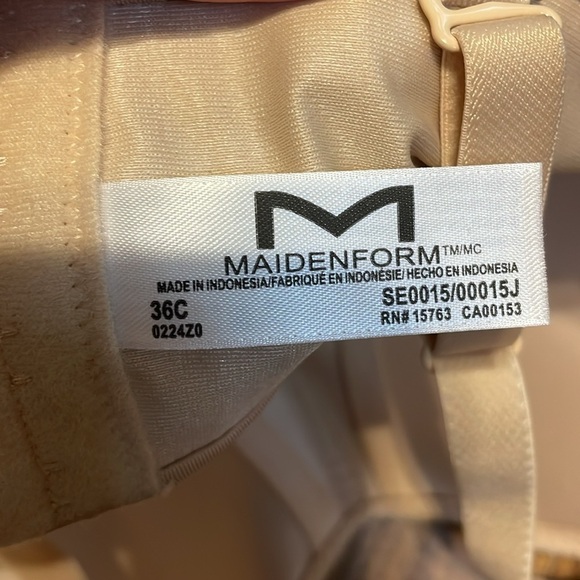 M
MAIDENFORM TM/MC
MADE IN INDONESIA/FABRIQUÉ EN INDONÉSIE/ HECHO EN INDONESIA
36C SE0015/00015J
0224Z0 RN# 15763 CA00153